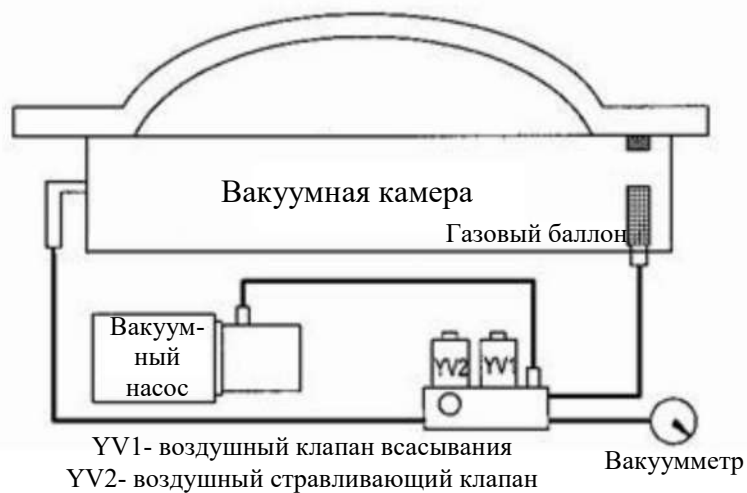 Вакуумная камера
Газовый баллон
Вакуум-
ный
насос
YV2
YV1
YV1- воздушный клапан всасывания
Вакуумметр
YV2- воздушный стравливающий клапан